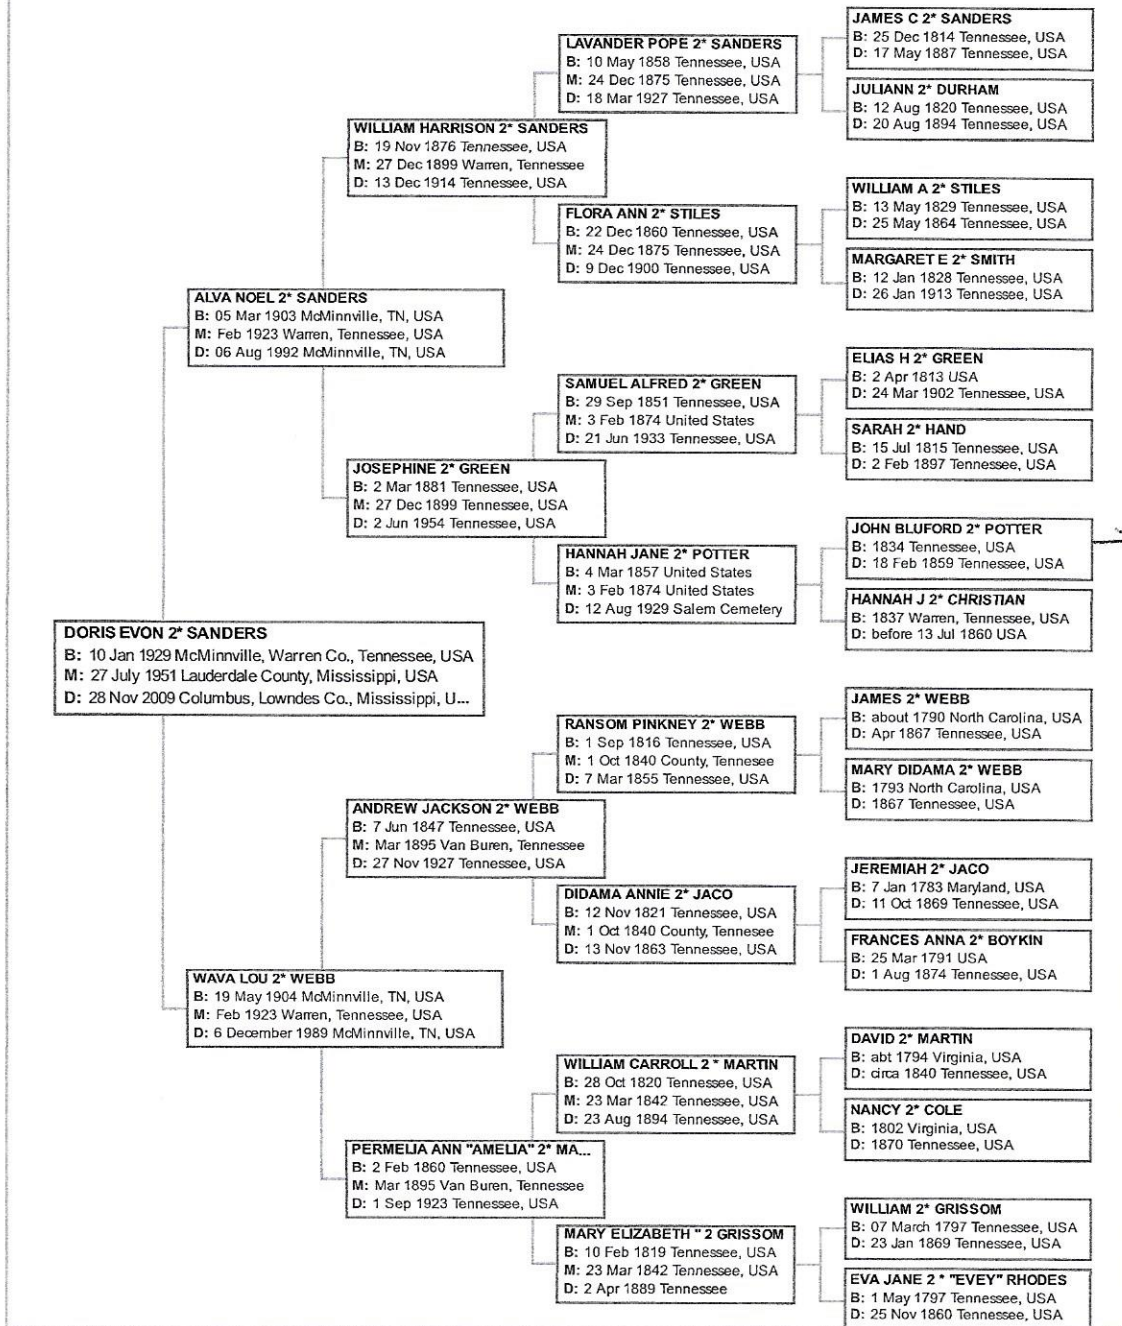 JAMES C 2* SANDERS
B: 25 Dec 1814 Tennessee, USA
D: 17 May 1887 Tennessee, USA
LAVANDER POPE 2* SANDERS
B: 10 May 1858 Tennessee, USA
M: 24 Dec 1875 Tennessee, USA
D: 18 Mar 1927 Tennessee, USA
JULIANN 2* DURHAM
B: 12 Aug 1820 Tennessee, USA
D: 20 Aug 1894 Tennessee, USA
WILLIAM HARRISON 2* SANDERS
B: 19 Nov 1876 Tennessee, USA
M: 27 Dec 1899 Warren, Tennessee
D: 13 Dec 1914 Tennessee, USA
WILLIAM A 2* STILES
B: 13 May 1829 Tennessee, USA
D: 25 May 1864 Tennessee, USA
FLORA ANN 2* STILES
B: 22 Dec 1860 Tennessee, USA
M: 24 Dec 1875 Tennessee, USA
D: 9 Dec 1900 Tennessee, USA
MARGARET E 2* SMITH
B: 12 Jan 1828 Tennessee, USA
D: 26 Jan 1913 Tennessee, USA
ALVA NOEL 2* SANDERS
B: 05 Mar 1903 McMinnville, TN, USA
M: Feb 1923 Warren, Tennessee, USA
D: 06 Aug 1992 McMinnville, TN, USA
ELIAS H 2* GREEN
B: 2 Apr 1813 USA
D: 24 Mar 1902 Tennessee, USA
SAMUEL ALFRED 2* GREEN
B: 29 Sep 1851 Tennessee, USA
M: 3 Feb 1874 United States
D: 21 Jun 1933 Tennessee, USA
SARAH 2* HAND
B: 15 Jul 1815 Tennessee, USA
D: 2 Feb 1897 Tennessee, USA
JOSEPHINE 2* GREEN
B: 2 Mar 1881 Tennessee, USA
M: 27 Dec 1899 Tennessee, USA
D: 2 Jun 1954 Tennessee, USA
JOHN BLUFORD 2* POTTER
B: 1834 Tennessee, USA
D: 18 Feb 1859 Tennessee, USA
HANNAH JANE 2* POTTER
B: 4 Mar 1857 United States
M: 3 Feb 1874 United States
D: 12 Aug 1929 Salem Cemetery
HANNAH J 2* CHRISTIAN
B: 1837 Warren, Tennessee, USA
D: before 13 Jul 1860 USA
DORIS EVON 2* SANDERS
B: 10 Jan 1929 McMinnville, Warren Co., Tennessee, USA
M: 27 July 1951 Lauderdale County, Mississippi, USA
D: 28 Nov 2009 Columbus, Lowndes Co., Mississippi, U...
JAMES 2* WEBB
B: about 1790 North Carolina, USA
D: Apr 1867 Tennessee, USA
RANSOM PINKNEY 2* WEBB
B: 1 Sep 1816 Tennessee, USA
M: 1 Oct 1840 County, Tennesee
D: 7 Mar 1855 Tennessee, USA
MARY DIDAMA 2* WEBB
B: 1793 North Carolina, USA
D: 1867 Tennessee, USA
ANDREW JACKSON 2* WEBB
B: 7 Jun 1847 Tennessee, USA
M: Mar 1895 Van Buren, Tennessee
D: 27 Nov 1927 Tennessee, USA
JEREMIAH 2* JACO
B: 7 Jan 1783 Maryland, USA
D: 11 Oct 1869 Tennessee, USA
DIDAMA ANNIE 2* JACO
B: 12 Nov 1821 Tennessee, USA
M: 1 Oct 1840 County, Tennesee
D: 13 Nov 1863 Tennessee, USA
FRANCES ANNA 2* BOYKIN
B: 25 Mar 1791 USA
D: 1 Aug 1874 Tennessee, USA
WAVA LOU 2* WEBB
B: 19 May 1904 McMinnville, TN, USA
M: Feb 1923 Warren, Tennessee, USA
D: 6 December 1989 McMinnville, TN, USA
DAVID 2* MARTIN
B: abt 1794 Virginia, USA
D: circa 1840 Tennessee, USA
WILLIAM CARROLL 2 * MARTIN
B: 28 Oct 1820 Tennessee, USA
M: 23 Mar 1842 Tennessee, USA
D: 23 Aug 1894 Tennessee, USA
NANCY 2* COLE
B: 1802 Virginia, USA
D: 1870 Tennessee, USA
PERMELIA ANN "AMELIA" 2* MA...
B: 2 Feb 1860 Tennessee, USA
M: Mar 1895 Van Buren, Tennessee
D: 1 Sep 1923 Tennessee, USA
WILLIAM 2* GRISSOM
B: 07 March 1797 Tennessee, USA
D: 23 Jan 1869 Tennessee, USA
MARY ELIZABETH " 2 GRISSOM
B: 10 Feb 1819 Tennessee, USA
M: 23 Mar 1842 Tennessee, USA
D: 2 Apr 1889 Tennessee
EVA JANE 2 * "EVEY" RHODES
B: 1 May 1797 Tennessee, USA
D: 25 Nov 1860 Tennessee, USA